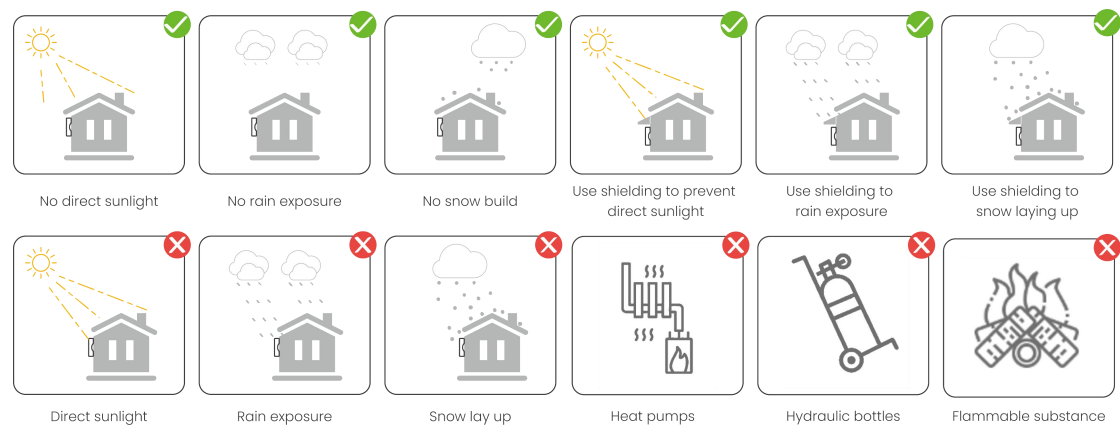 No direct sunlight
No rain exposure
No snow build
Use shielding to prevent
direct sunlight
Use shielding to
rain exposure
Use shielding to
snow laying up
Direct sunlight
Rain exposure
Snow lay up
Heat pumps
Hydraulic bottles
Flammable substance